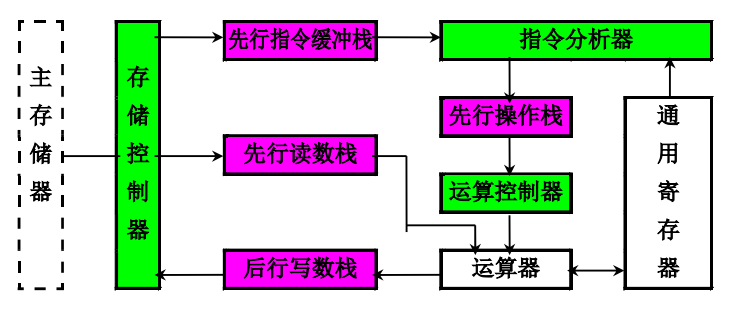 主存储器
存储控制器
先行指令缓冲栈
指令分析器
先行操作栈
通用寄存器
先行读数栈
运算控制器
后行写数栈
运算器